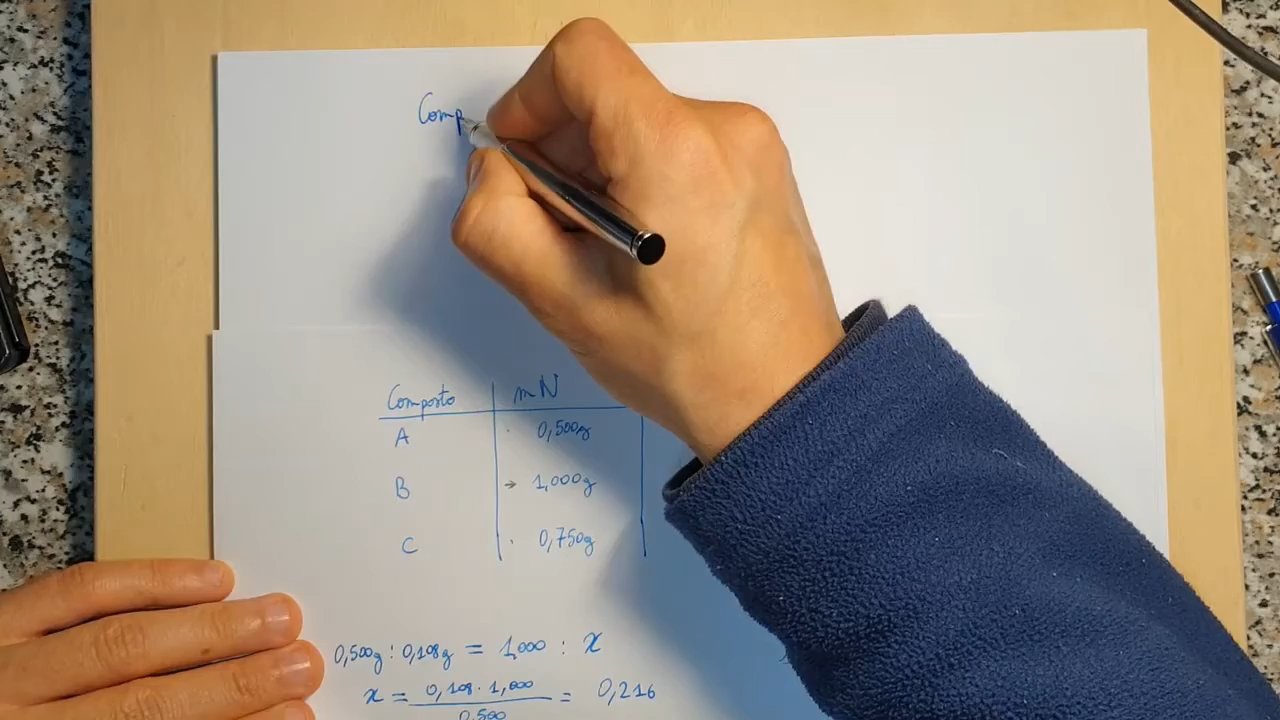 Comp
Composto mN
A 0,500g
B → 1,000g
C 0,750g
0,500g : 0,108g = 1,000 : x
x = 0,108 · 1,000 / 0,500 = 0,216